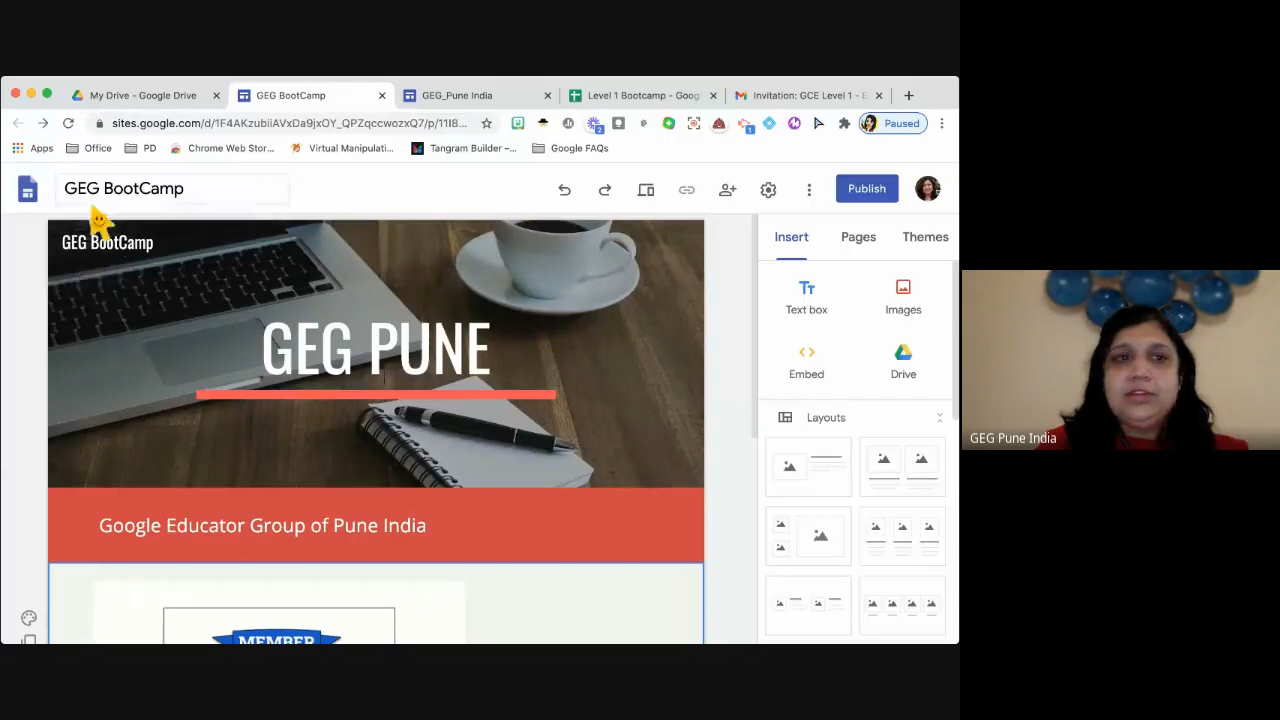 My Drive - Google Drive
GEG BootCamp
GEG_Pune India
Level 1 Bootcamp - Goog
Invitation: GCE Level 1 - B
sites.google.com/d/1F4AKzubiiAVxDa9jxOY_QPZqccwozxQ7/p/11I8...
2
1
Paused
Apps
Office
PD
Chrome Web Stor...
Virtual Manipulati...
Tangram Builder –...
Google FAQs
GEG BootCamp
Publish
GEG BootCamp
GEG PUNE
Google Educator Group of Pune India
MEMBER
Insert
Pages
Themes
Tт
Text box
Images
Embed
Drive
Layouts
GEG Pune India